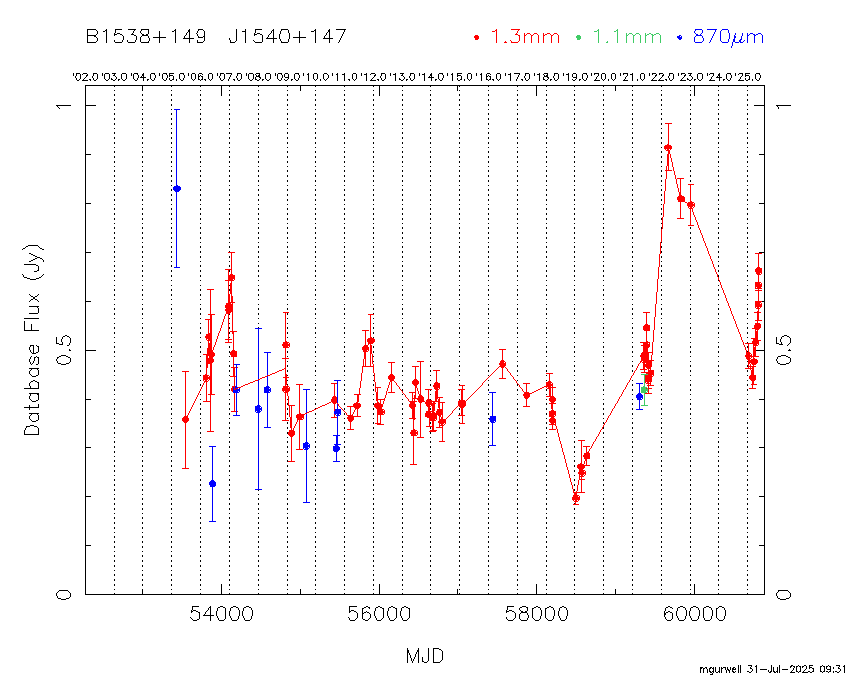 B1538+149 J1540+147 1.3mm 1.1mm 870μm
'02.0 '03.0 '04.0 '05.0 '06.0 '07.0 '08.0 '09.0 '10.0 '11.0 '12.0 '13.0 '14.0 '15.0 '16.0 '17.0 '18.0 '19.0 '20.0 '21.0 '22.0 '23.0 '24.0 '25.0
1 1
Database Flux (Jy)
0.5 0.5
0 0
54000 56000 58000 60000
MJD
mgurwell 31-Jul-2025 09:31